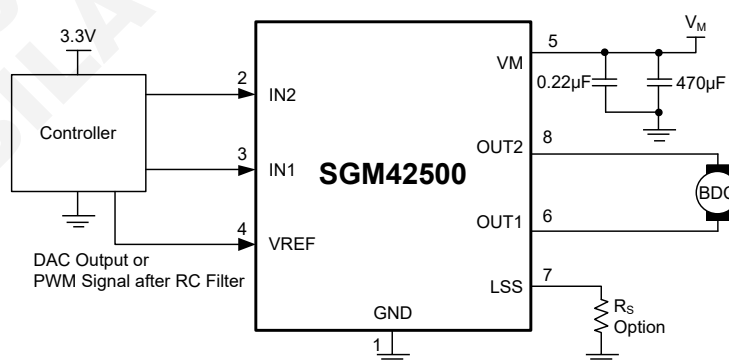 3.3V
Controller
DAC Output or
PWM Signal after RC Filter
2
3
4
IN2
IN1
VREF
SGM42500
GND
1
VM
OUT2
OUT1
LSS
5
8
6
7
VM
0.22µF
470µF
BDC
RS
Option